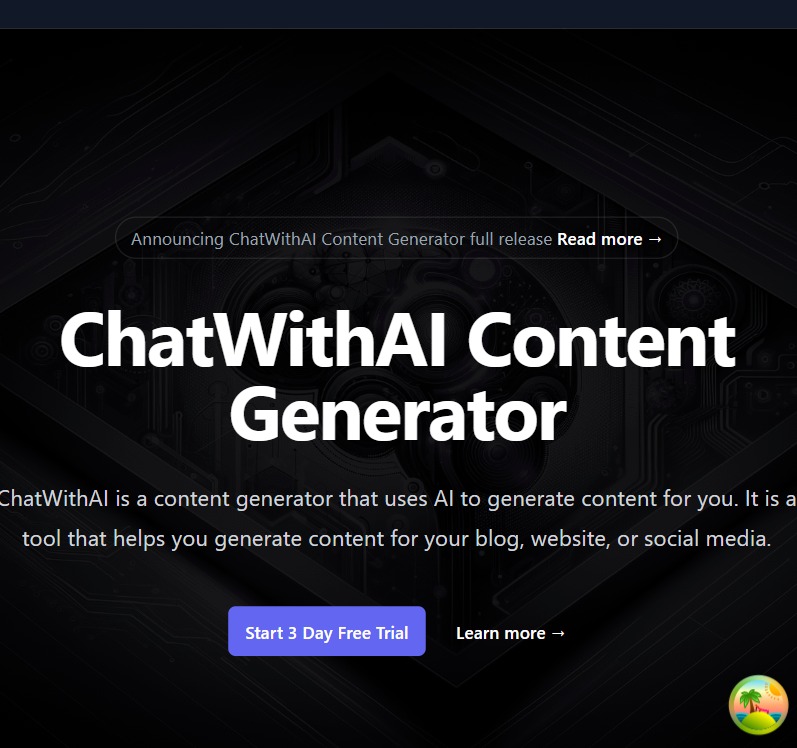 Announcing ChatWithAI Content Generator full release Read more →
ChatWithAI Content
Generator
ChatWithAI is a content generator that uses AI to generate content for you. It is a
tool that helps you generate content for your blog, website, or social media.
Start 3 Day Free Trial
Learn more →